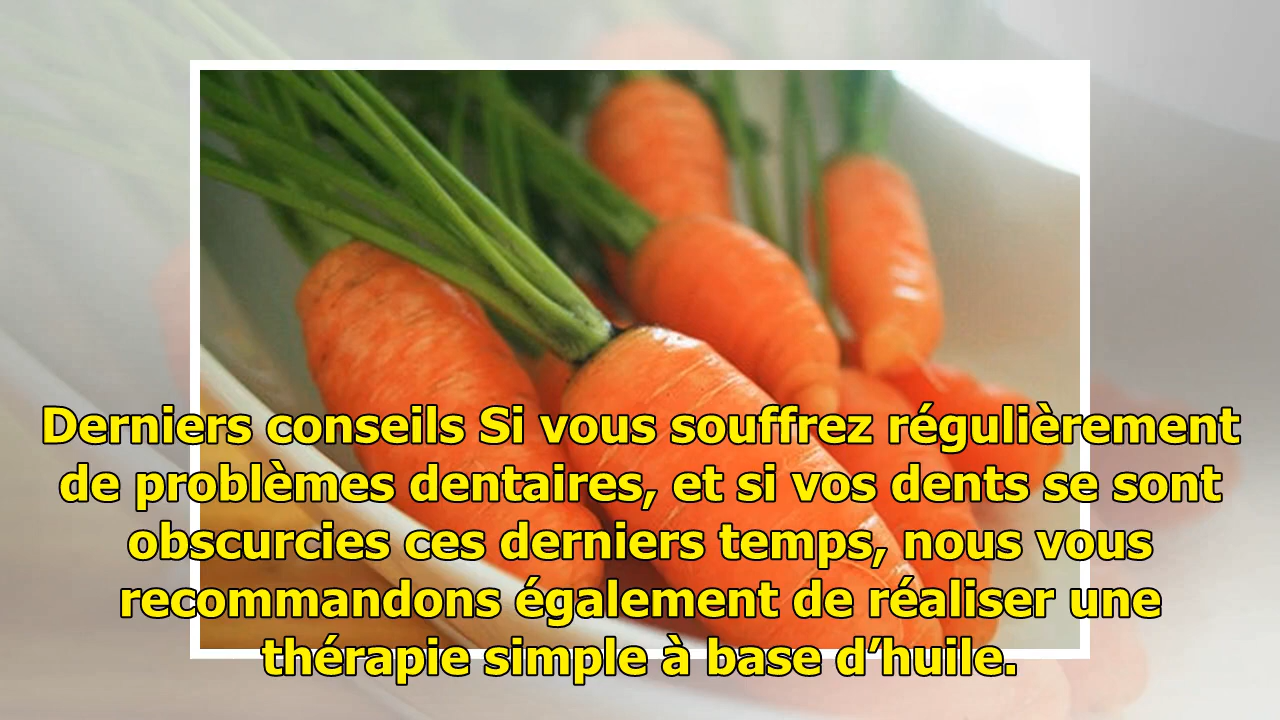 Derniers conseils Si vous souffrez régulièrement
de problèmes dentaires, et si vos dents se sont
obscurcies ces derniers temps, nous vous
recommandons également de réaliser une
thérapie simple à base d’huile.